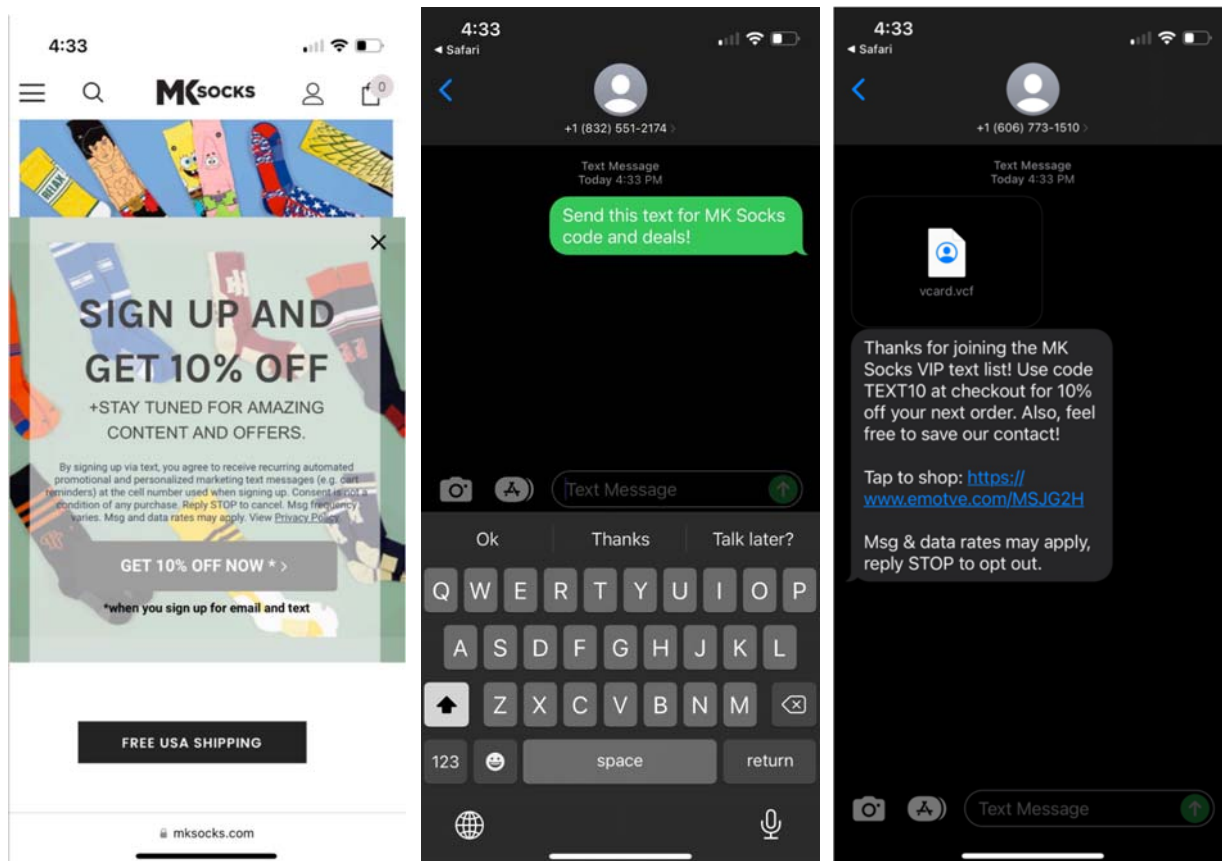 4:33
MK SOCKS
0
RELAX
SIGN UP AND
GET 10% OFF
+STAY TUNED FOR AMAZING
CONTENT AND OFFERS.
By signing up via text, you agree to receive recurring automated
promotional and personalized marketing text messages (e.g. cart
reminders) at the cell number used when signing up. Consent is not a
condition of any purchase. Reply STOP to cancel. Msg frequency
varies. Msg and data rates may apply. View Privacy Policy
GET 10% OFF NOW * >
*when you sign up for email and text
FREE USA SHIPPING
mksocks.com
4:33
Safari
+1 (832) 551-2174
Text Message
Today 4:33 PM
Send this text for MK Socks
code and deals!
Text Message
Ok Thanks Talk later?
Q W E R T Y U I O P
A S D F G H J K L
Z X C V B N M
123 space return
4:33
Safari
+1 (606) 773-1510
Text Message
Today 4:33 PM
vcard.vcf
Thanks for joining the MK
Socks VIP text list! Use code
TEXT10 at checkout for 10%
off your next order. Also, feel
free to save our contact!
Tap to shop: https://
www.emotve.com/MSJG2H
Msg & data rates may apply,
reply STOP to opt out.
Text Message